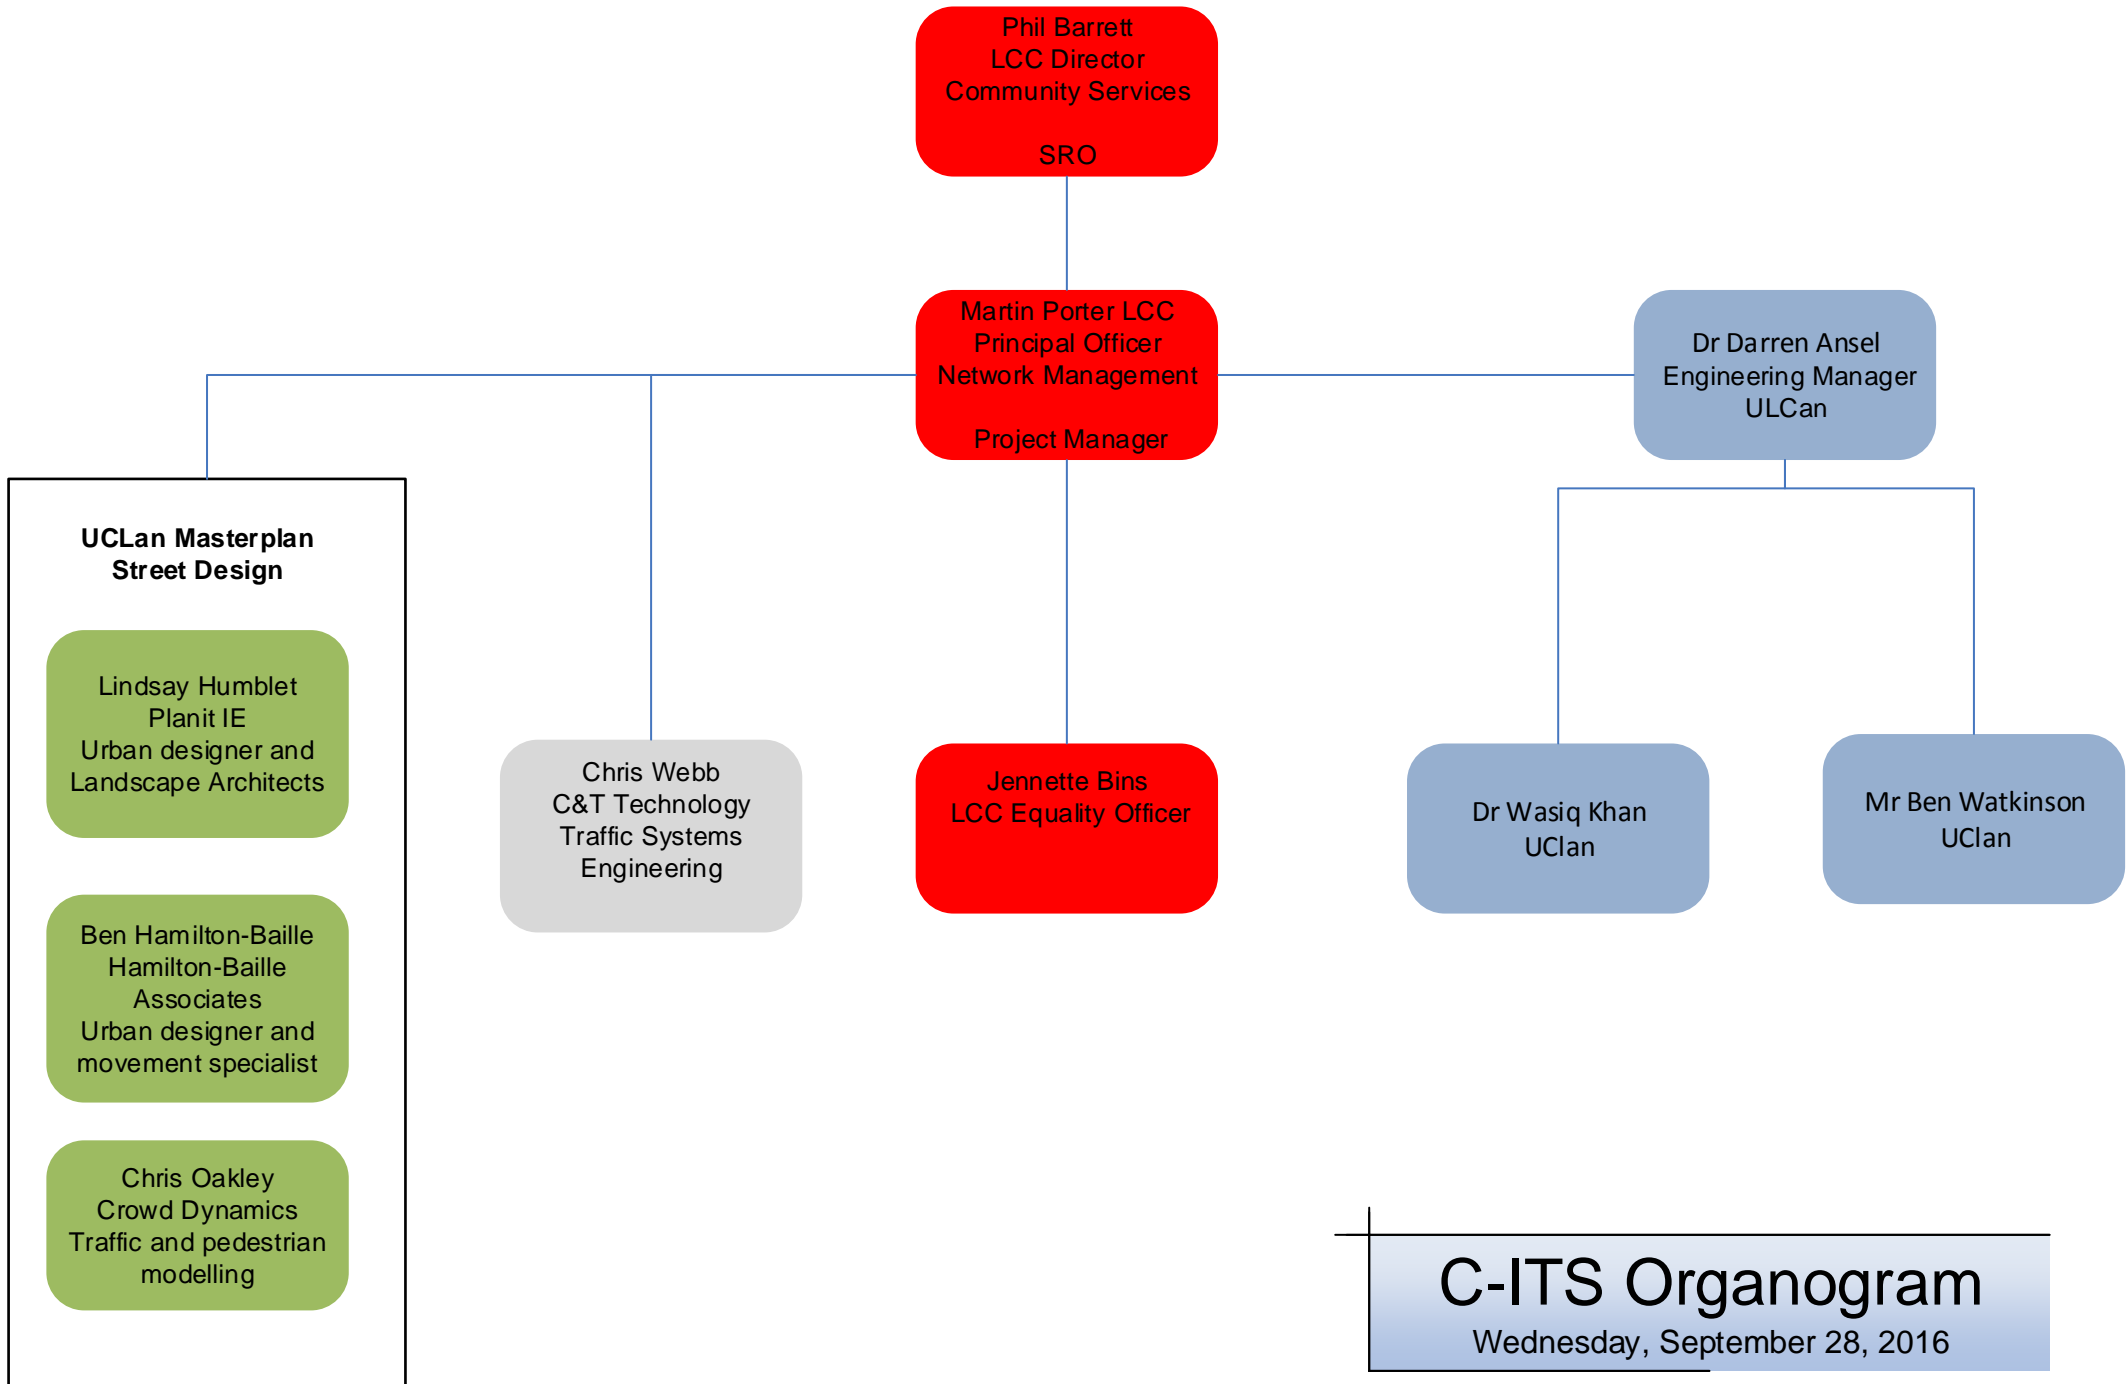 Phil Barrett
LCC Director
Community Services
SRO
Martin Porter LCC
Principal Officer
Network Management
Project Manager
Dr Darren Ansel
Engineering Manager
ULCan
UCLan Masterplan
Street Design
Lindsay Humblet
Planit IE
Urban designer and
Landscape Architects
Ben Hamilton-Baille
Hamilton-Baille
Associates
Urban designer and
movement specialist
Chris Oakley
Crowd Dynamics
Traffic and pedestrian
modelling
Chris Webb
C&T Technology
Traffic Systems
Engineering
Jennette Bins
LCC Equality Officer
Dr Wasiq Khan
UClan
Mr Ben Watkinson
UClan
C-ITS Organogram
Wednesday, September 28, 2016